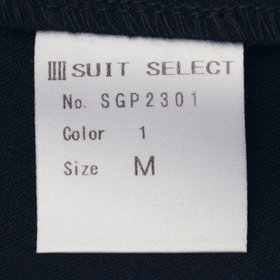 SUIT SELECT
No. SGP2301
Color 1
Size M